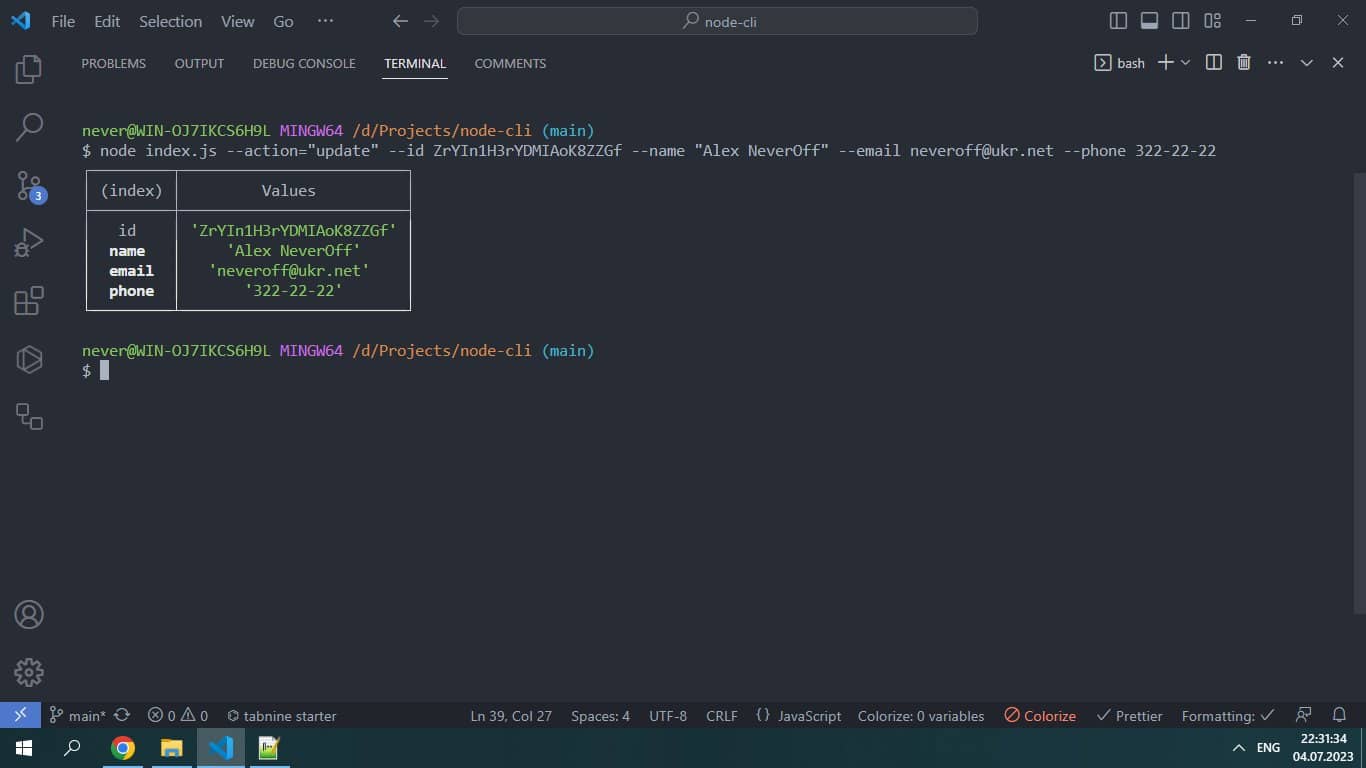 File Edit Selection View Go ··· node-cli
PROBLEMS OUTPUT DEBUG CONSOLE TERMINAL COMMENTS bash
never@WIN-OJ7IKCS6H9L MINGW64 /d/Projects/node-cli (main)
$ node index.js --action="update" --id ZrYIn1H3rYDMIAoK8ZZGf --name "Alex NeverOff" --email neveroff@ukr.net --phone 322-22-22
(index) Values
id 'ZrYIn1H3rYDMIAoK8ZZGf'
name 'Alex NeverOff'
email 'neveroff@ukr.net'
phone '322-22-22'
never@WIN-OJ7IKCS6H9L MINGW64 /d/Projects/node-cli (main)
$
3
main* 0 0 tabnine starter Ln 39, Col 27 Spaces: 4 UTF-8 CRLF {} JavaScript Colorize: 0 variables Colorize Prettier Formatting: ✓
ENG 22:31:34
04.07.2023